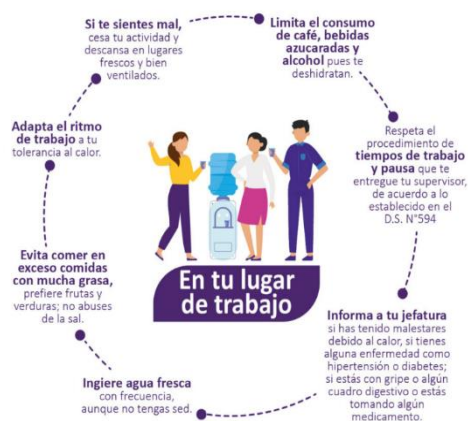 Si te sientes mal,
cesa tu actividad y
descansa en lugares
frescos y bien
ventilados.
Limita el consumo
de café, bebidas
azucaradas y
alcohol pues te
deshidratan.
Respeta el
procedimiento de
tiempos de trabajo
y pausa que te
entregue tu supervisor,
de acuerdo a lo
establecido en el
D.S. N°594
Informa a tu jefatura
si has tenido malestares
debido al calor, si tienes
alguna enfermedad como
hipertensión o diabetes;
si estás con gripe o algún
cuadro digestivo o estás
tomando algún
medicamento.
Ingiere agua fresca
con frecuencia,
aunque no tengas sed.
Evita comer en
exceso comidas
con mucha grasa,
prefiere frutas y
verduras; no abuses
de la sal.
Adapta el ritmo
de trabajo a tu
tolerancia al calor.
En tu lugar
de trabajo